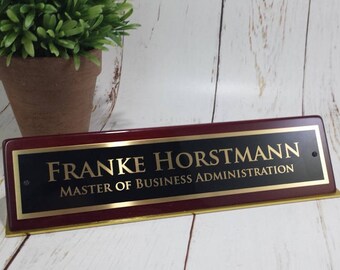 FRANKE HORSTMANN
MASTER OF BUSINESS ADMINISTRATION